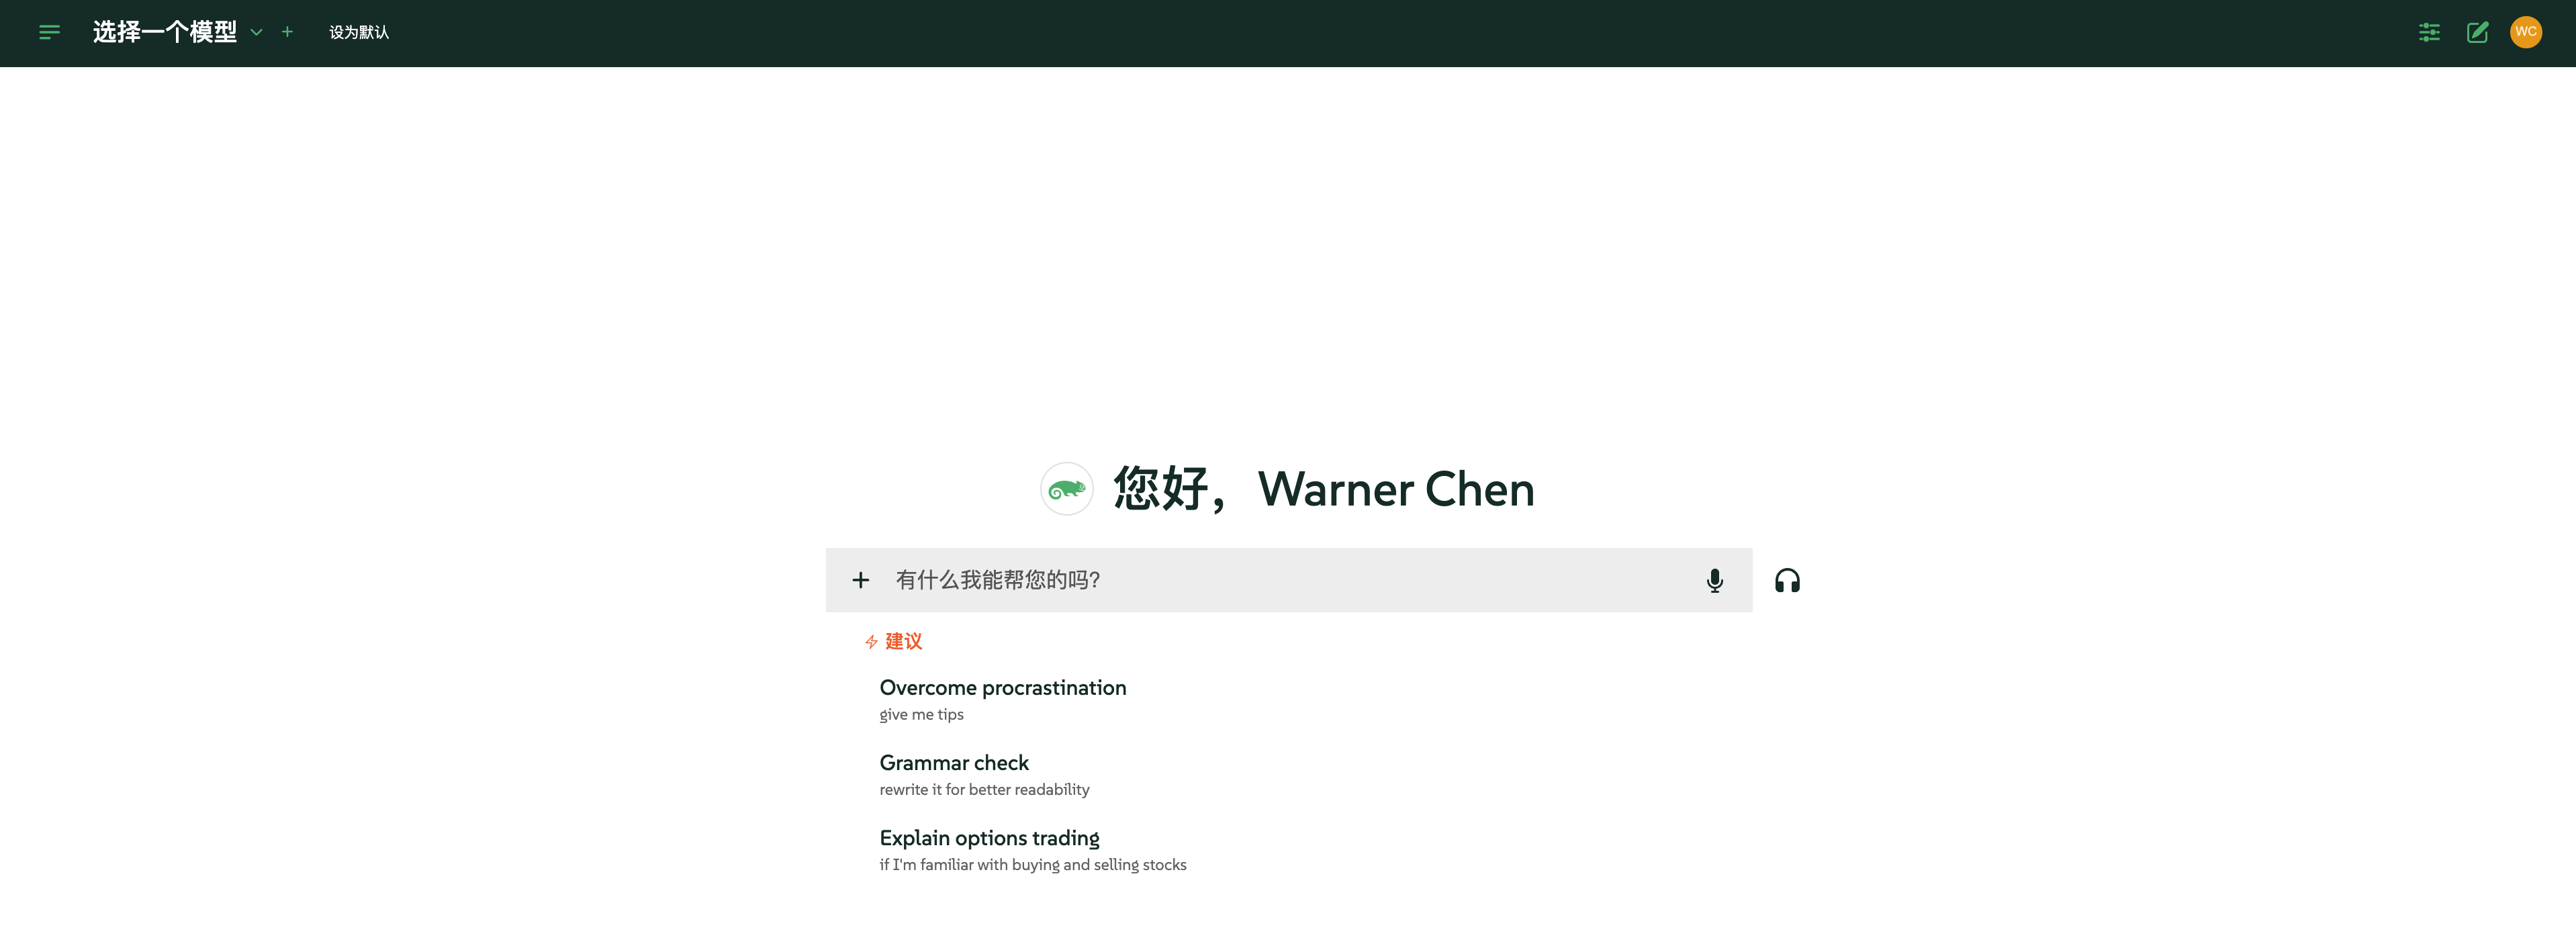 选择一个模型
设为默认
WC
您好，Warner Chen
有什么我能帮您的吗?
建议
Overcome procrastination
give me tips
Grammar check
rewrite it for better readability
Explain options trading
if I'm familiar with buying and selling stocks